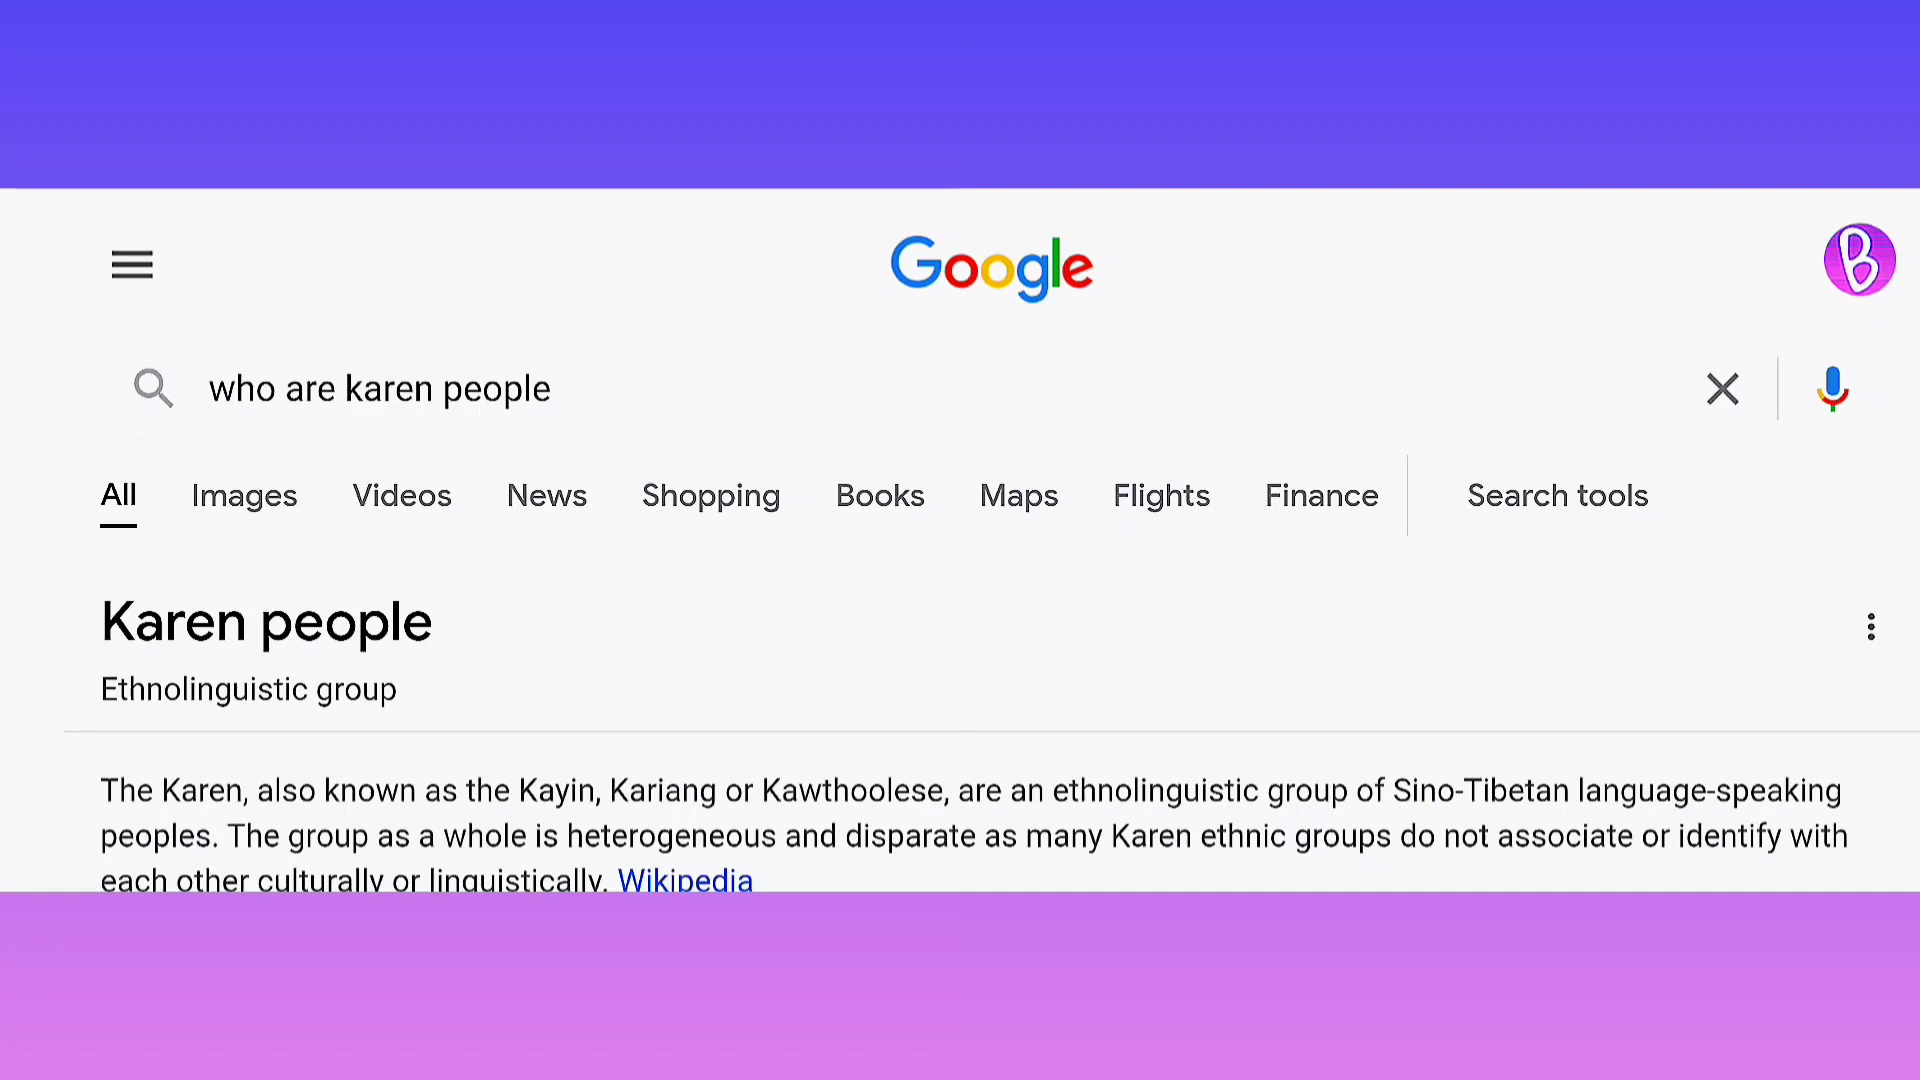 Google
B
who are karen people
All Images Videos News Shopping Books Maps Flights Finance Search tools
Karen people
Ethnolinguistic group
The Karen, also known as the Kayin, Kariang or Kawthoolese, are an ethnolinguistic group of Sino-Tibetan language-speaking
peoples. The group as a whole is heterogeneous and disparate as many Karen ethnic groups do not associate or identify with
each other culturally or linguistically. Wikipedia